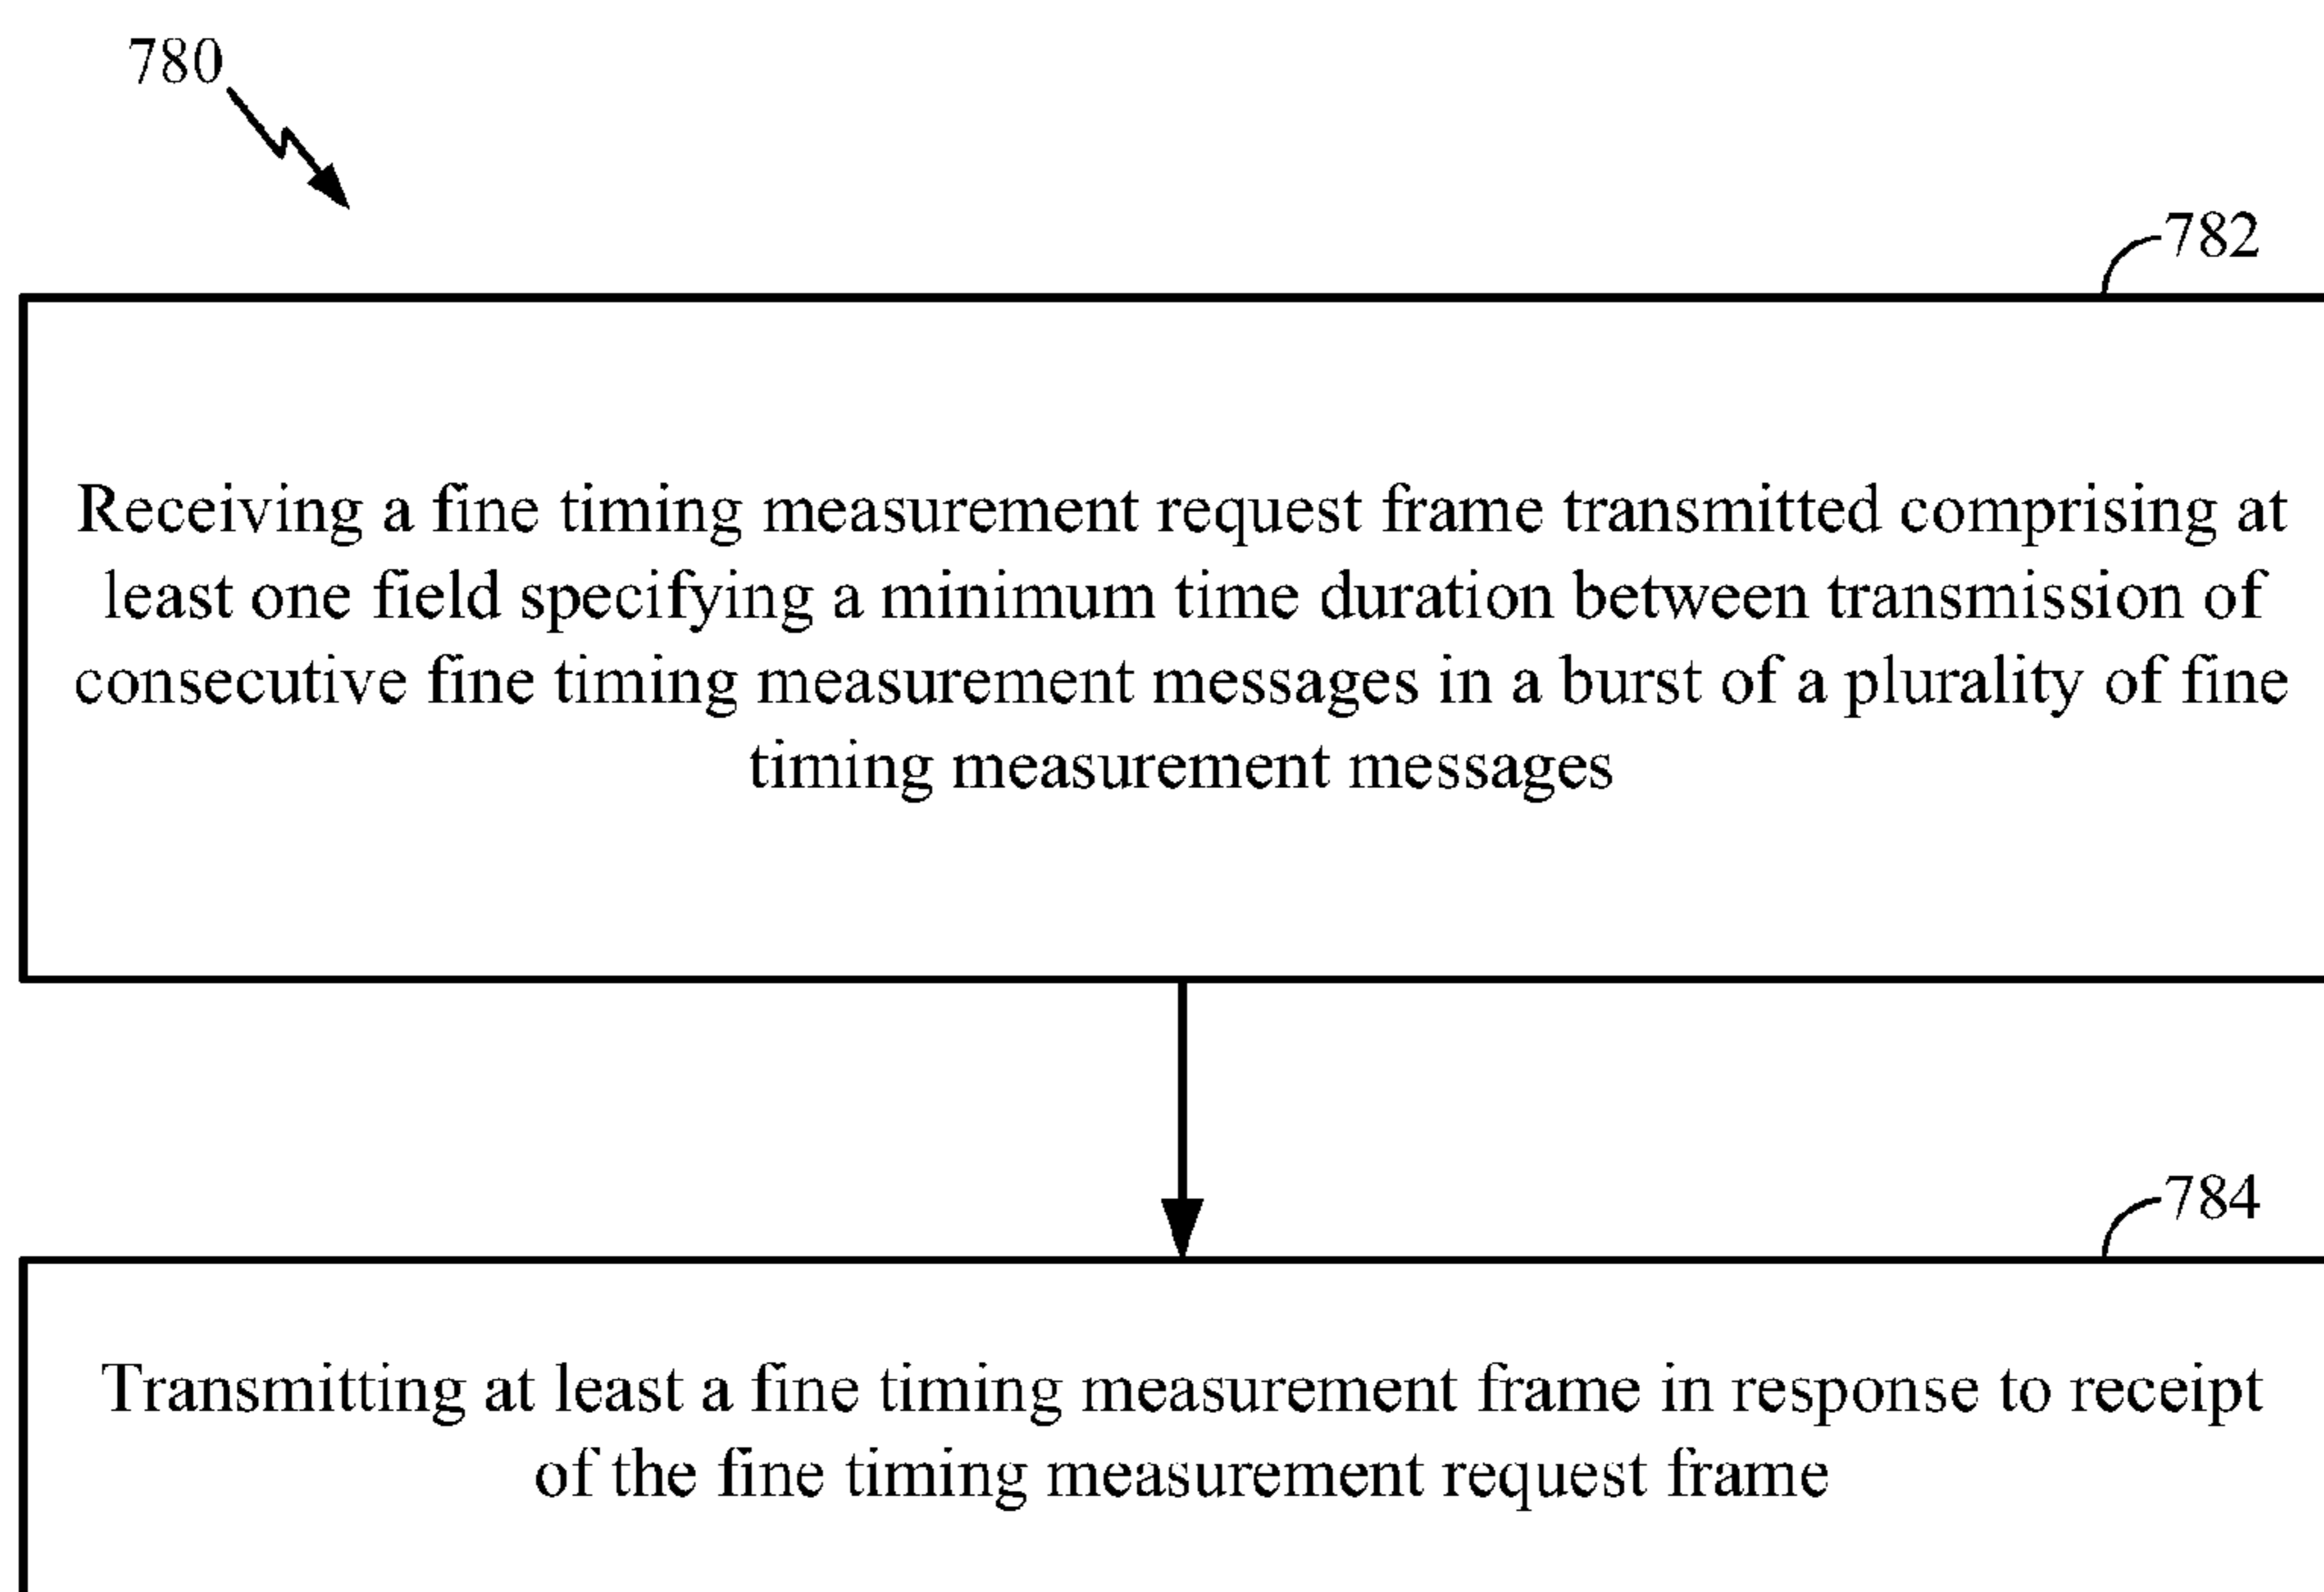 780
782
Receiving a fine timing measurement request frame transmitted comprising at
least one field specifying a minimum time duration between transmission of
consecutive fine timing measurement messages in a burst of a plurality of fine
timing measurement messages
784
Transmitting at least a fine timing measurement frame in response to receipt
of the fine timing measurement request frame